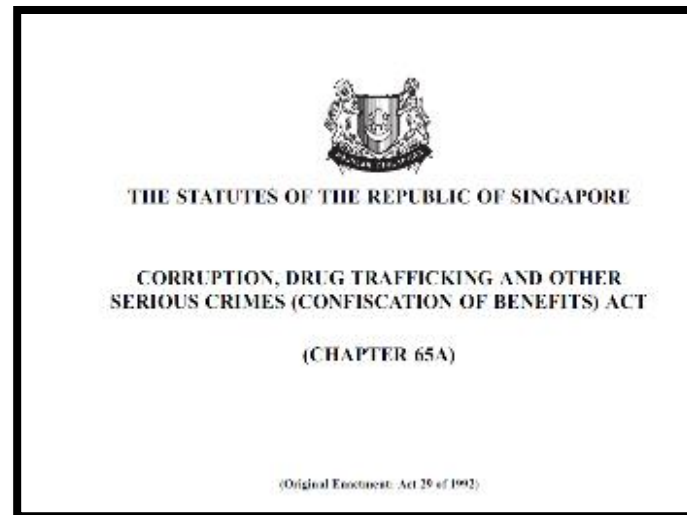 THE STATUTES OF THE REPUBLIC OF SINGAPORE
CORRUPTION, DRUG TRAFFICKING AND OTHER
SERIOUS CRIMES (CONFISCATION OF BENEFITS) ACT
(CHAPTER 65A)
(Original Enactment: Act 29 of 1992)